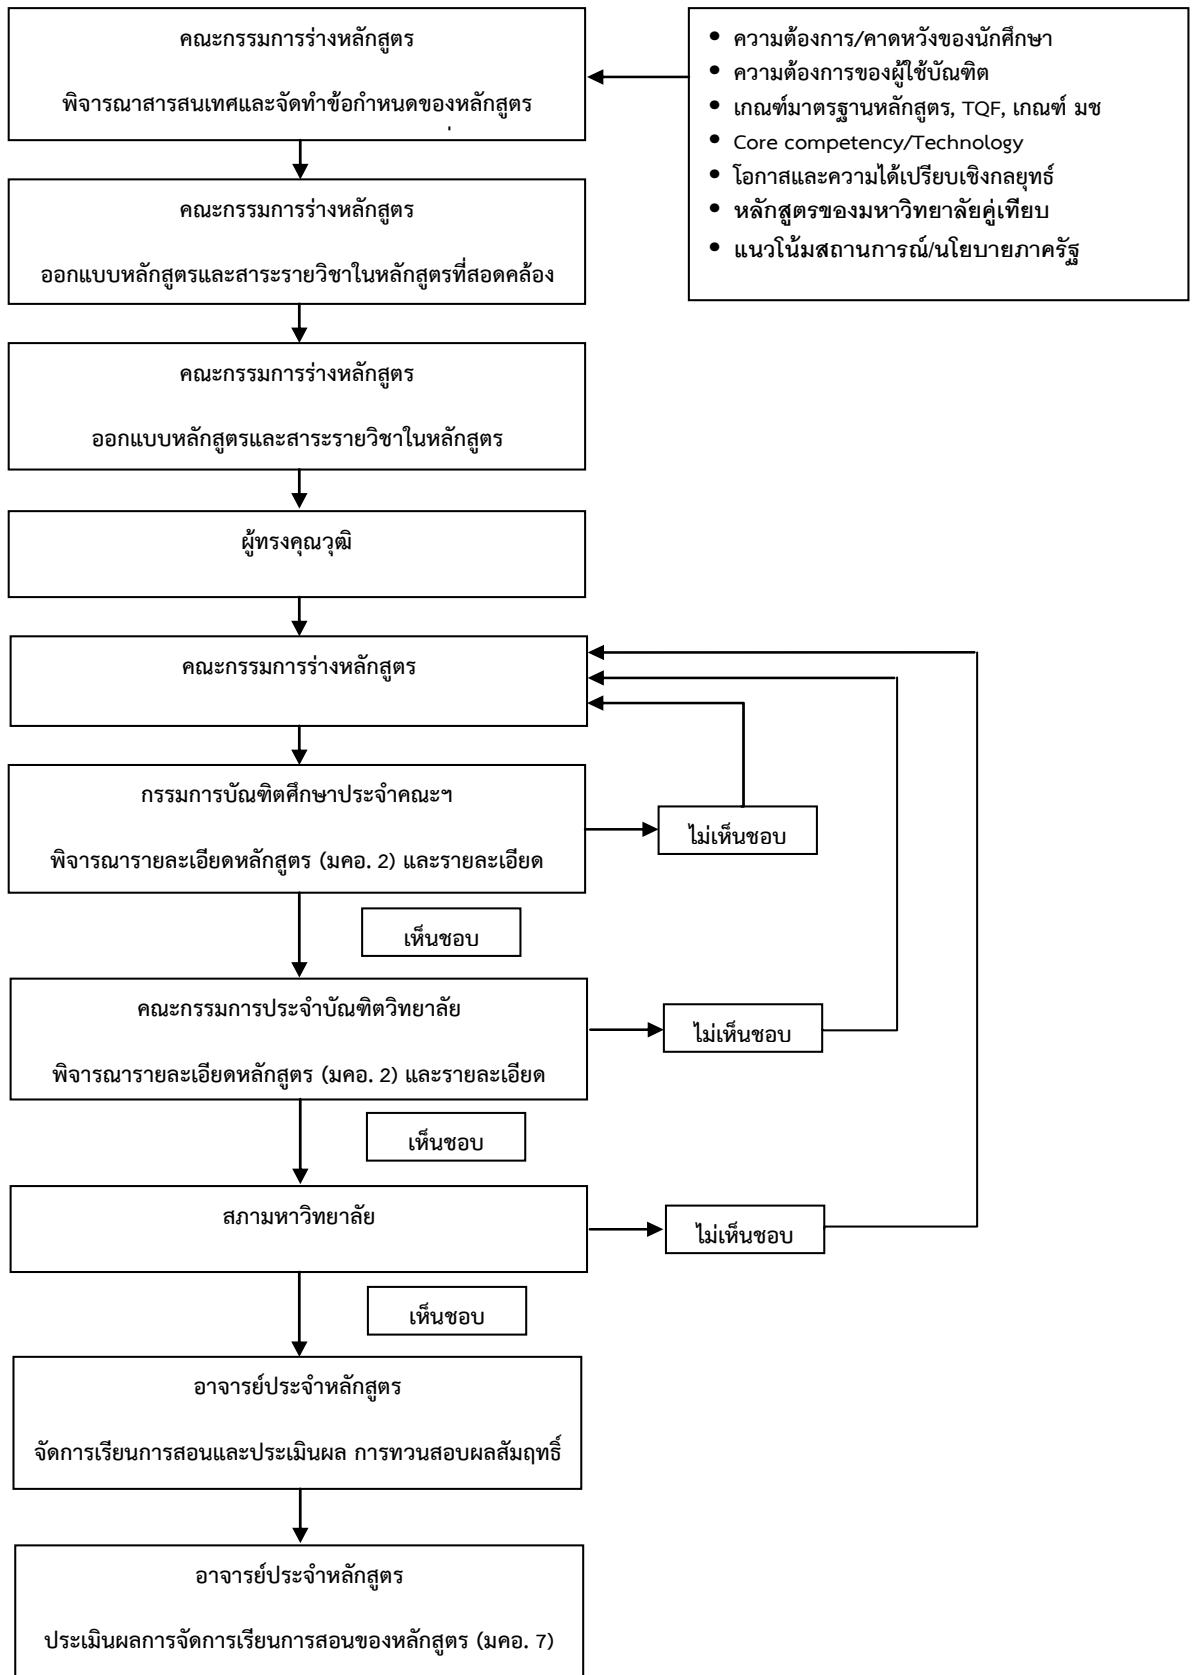 คณะกรรมการร่างหลักสูตร
พิจารณาสารสนเทศและจัดทำข้อกำหนดของหลักสูตร
• ความต้องการ/คาดหวังของนักศึกษา
• ความต้องการของผู้ใช้บัณฑิต
• เกณฑ์มาตรฐานหลักสูตร, TQF, เกณฑ์ มช
• Core competency/Technology
• โอกาสและความได้เปรียบเชิงกลยุทธ์
• หลักสูตรของมหาวิทยาลัยคู่เทียบ
• แนวโน้มสถานการณ์/นโยบายภาครัฐ
คณะกรรมการร่างหลักสูตร
ออกแบบหลักสูตรและสาระรายวิชาในหลักสูตรที่สอดคล้อง
คณะกรรมการร่างหลักสูตร
ออกแบบหลักสูตรและสาระรายวิชาในหลักสูตร
ผู้ทรงคุณวุฒิ
คณะกรรมการร่างหลักสูตร
กรรมการบัณฑิตศึกษาประจำคณะฯ
พิจารณารายละเอียดหลักสูตร (มคอ. 2) และรายละเอียด
ไม่เห็นชอบ
เห็นชอบ
คณะกรรมการประจำบัณฑิตวิทยาลัย
พิจารณารายละเอียดหลักสูตร (มคอ. 2) และรายละเอียด
ไม่เห็นชอบ
เห็นชอบ
สภามหาวิทยาลัย
ไม่เห็นชอบ
เห็นชอบ
อาจารย์ประจำหลักสูตร
จัดการเรียนการสอนและประเมินผล การทวนสอบผลสัมฤทธิ์
อาจารย์ประจำหลักสูตร
ประเมินผลการจัดการเรียนการสอนของหลักสูตร (มคอ. 7)